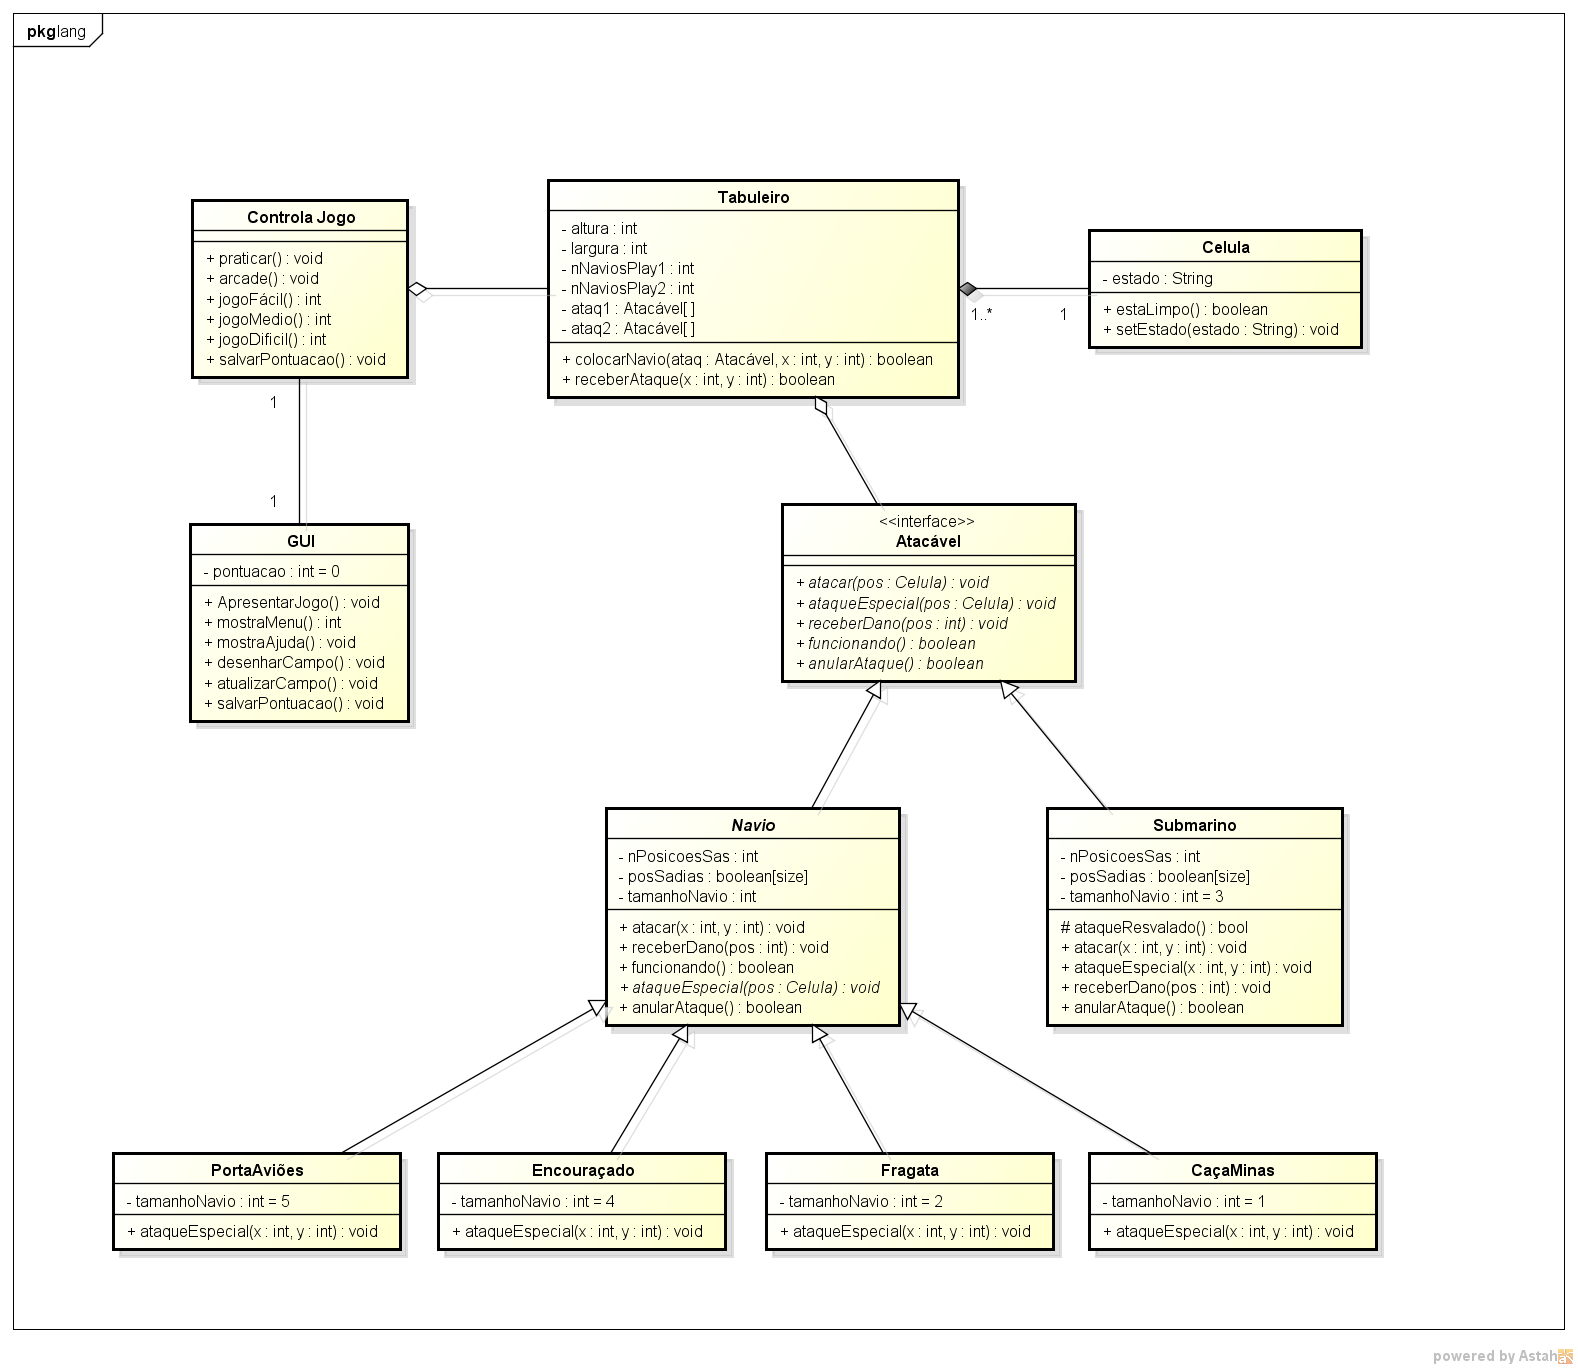 pkg lang
Controla Jogo
+ praticar() : void
+ arcade() : void
+ jogoFácil() : int
+ jogoMedio() : int
+ jogoDificil() : int
+ salvarPontuacao() : void
Tabuleiro
- altura : int
- largura : int
- nNaviosPlay1 : int
- nNaviosPlay2 : int
- ataq1 : Atacável[ ]
- ataq2 : Atacável[ ]
+ colocarNavio(ataq : Atacável, x : int, y : int) : boolean
+ receberAtaque(x : int, y : int) : boolean
Celula
- estado : String
+ estaLimpo() : boolean
+ setEstado(estado : String) : void
1..*
1
1
1
GUI
- pontuacao : int = 0
+ ApresentarJogo() : void
+ mostraMenu() : int
+ mostraAjuda() : void
+ desenharCampo() : void
+ atualizarCampo() : void
+ salvarPontuacao() : void
<<interface>>
Atacável
+ atacar(pos : Celula) : void
+ ataqueEspecial(pos : Celula) : void
+ receberDano(pos : int) : void
+ funcionando() : boolean
+ anularAtaque() : boolean
Navio
- nPosicoesSas : int
- posSadias : boolean[size]
- tamanhoNavio : int
+ atacar(x : int, y : int) : void
+ receberDano(pos : int) : void
+ funcionando() : boolean
+ ataqueEspecial(pos : Celula) : void
+ anularAtaque() : boolean
Submarino
- nPosicoesSas : int
- posSadias : boolean[size]
- tamanhoNavio : int = 3
# ataqueResvalado() : bool
+ atacar(x : int, y : int) : void
+ ataqueEspecial(x : int, y : int) : void
+ receberDano(pos : int) : void
+ anularAtaque() : boolean
PortaAviões
- tamanhoNavio : int = 5
+ ataqueEspecial(x : int, y : int) : void
Encouraçado
- tamanhoNavio : int = 4
+ ataqueEspecial(x : int, y : int) : void
Fragata
- tamanhoNavio : int = 2
+ ataqueEspecial(x : int, y : int) : void
CaçaMinas
- tamanhoNavio : int = 1
+ ataqueEspecial(x : int, y : int) : void
powered by Astah